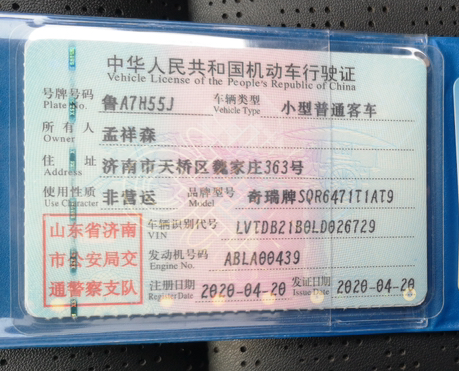 中华人民共和国机动车行驶证
Vehicle License of the People's Republic of China
号牌号码 鲁A7H55J 车辆类型 小型普通客车
Plate No. Vehicle Type
所有人 孟祥森
Owner
住址 济南市天桥区魏家庄363号
Address
使用性质 非营运 品牌型号 奇瑞牌SQR6471T1AT9
Use Character Model
山东省济南 车辆识别代号 LVTDB21B0LD026729
VIN
市公安局交 发动机号码 ABLA00439
Engine No.
通警察支队 注册日期 2020-04-20 发证日期 2020-04-20
Register Date Issue Date